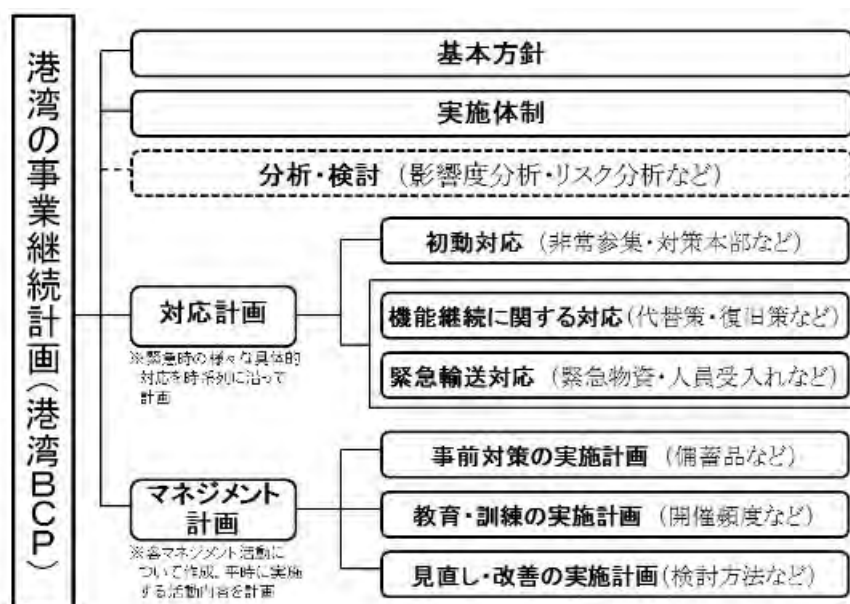 港湾の事業継続計画(港湾BCP)
基本方針
実施体制
分析・検討（影響度分析・リスク分析など）
対応計画
※緊急時の様々な具体的
対応を時系列に沿って
計画
初動対応（非常参集・対策本部など）
機能継続に関する対応(代替策・復旧策など)
緊急輸送対応（緊急物資・人員受入れなど）
マネジメント
計画
※各マネジメント活動に
ついて作成、平時に実施
する活動内容を計画
事前対策の実施計画（備蓄品など）
教育・訓練の実施計画（開催頻度など）
見直し・改善の実施計画(検討方法など)